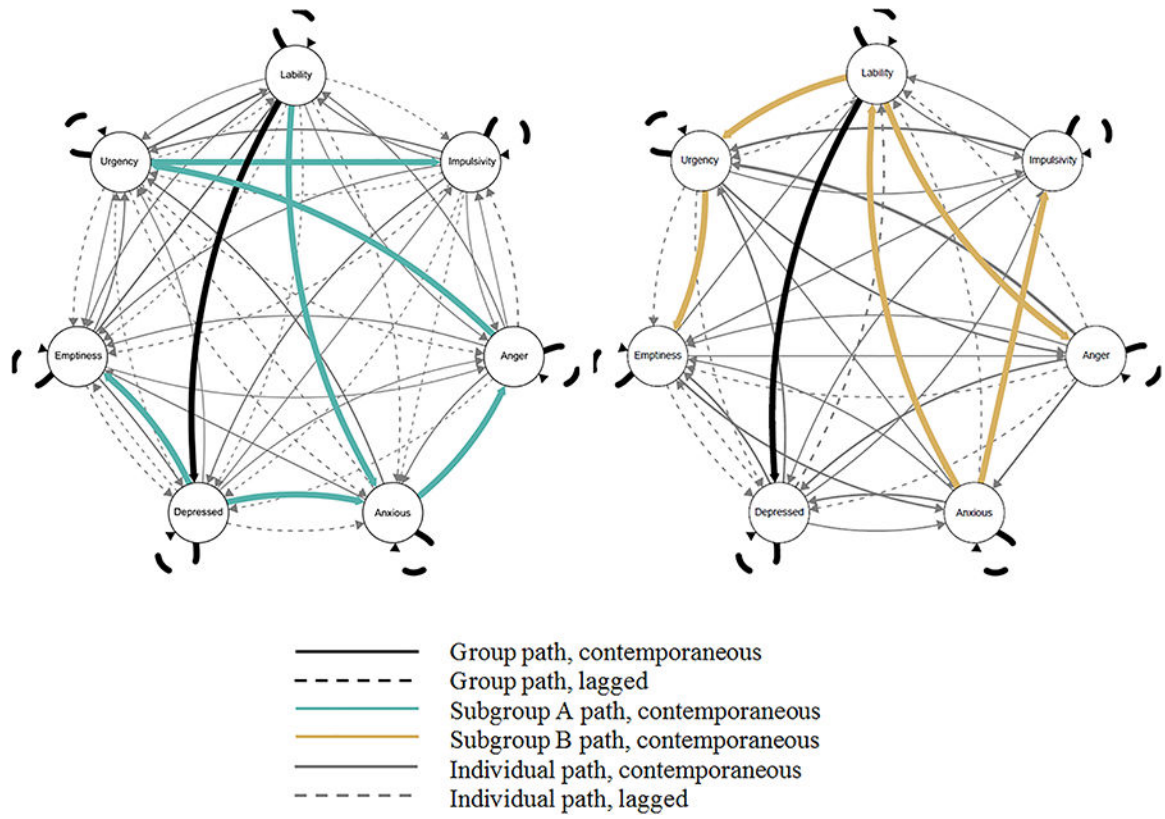 Lability
Lability
Urgency
Impulsivity
Urgency
Impulsivity
Emptiness
Anger
Emptiness
Anger
Depressed
Anxious
Depressed
Anxious
Group path, contemporaneous
Group path, lagged
Subgroup A path, contemporaneous
Subgroup B path, contemporaneous
Individual path, contemporaneous
Individual path, lagged